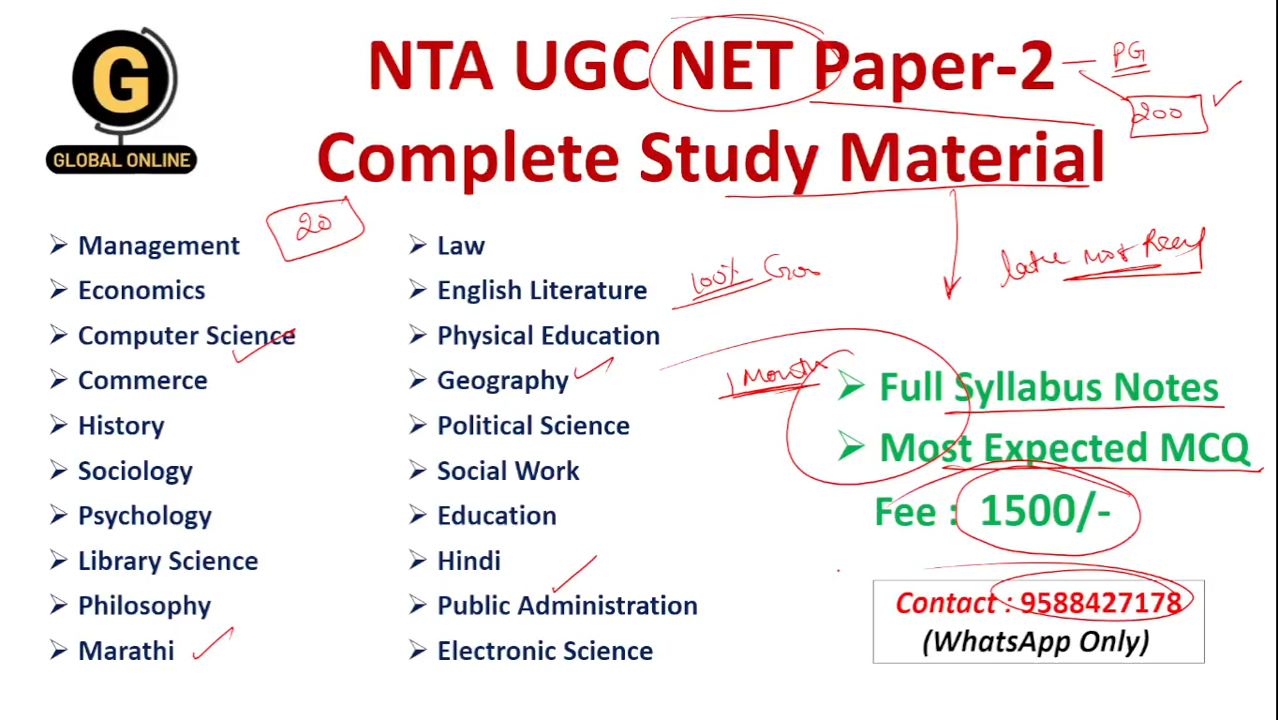 G
GLOBAL ONLINE
NTA UGC NET Paper-2
PG
200
Complete Study Material
20
Management
Economics
Computer Science
Commerce
History
Sociology
Psychology
Library Science
Philosophy
Marathi
Law
English Literature
Physical Education
Geography
Political Science
Social Work
Education
Hindi
Public Administration
Electronic Science
100%
1 Month
Full Syllabus Notes
Most Expected MCQ
Fee : 1500/-
Contact : 9588427178
(WhatsApp Only)